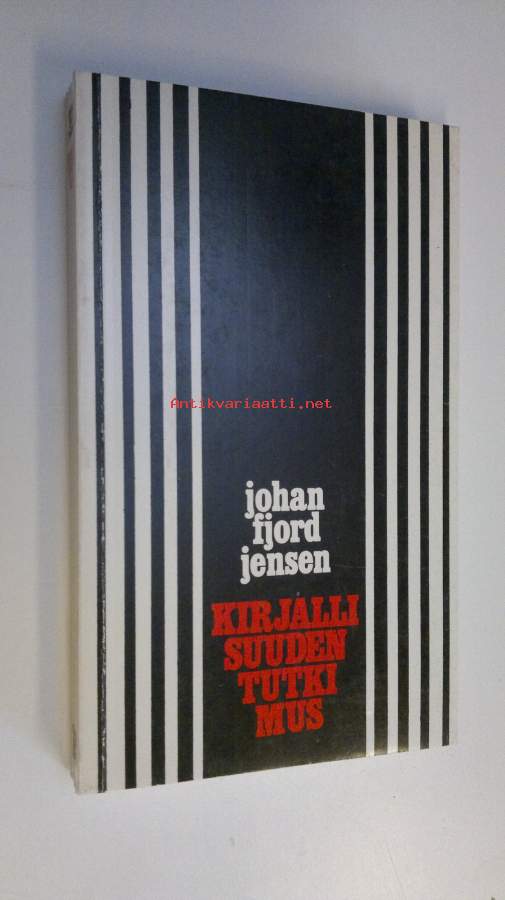 Antikvariaatti.net
johan
fjord
jensen
KIRJALLI
SUUDEN
TUTKI
MUS